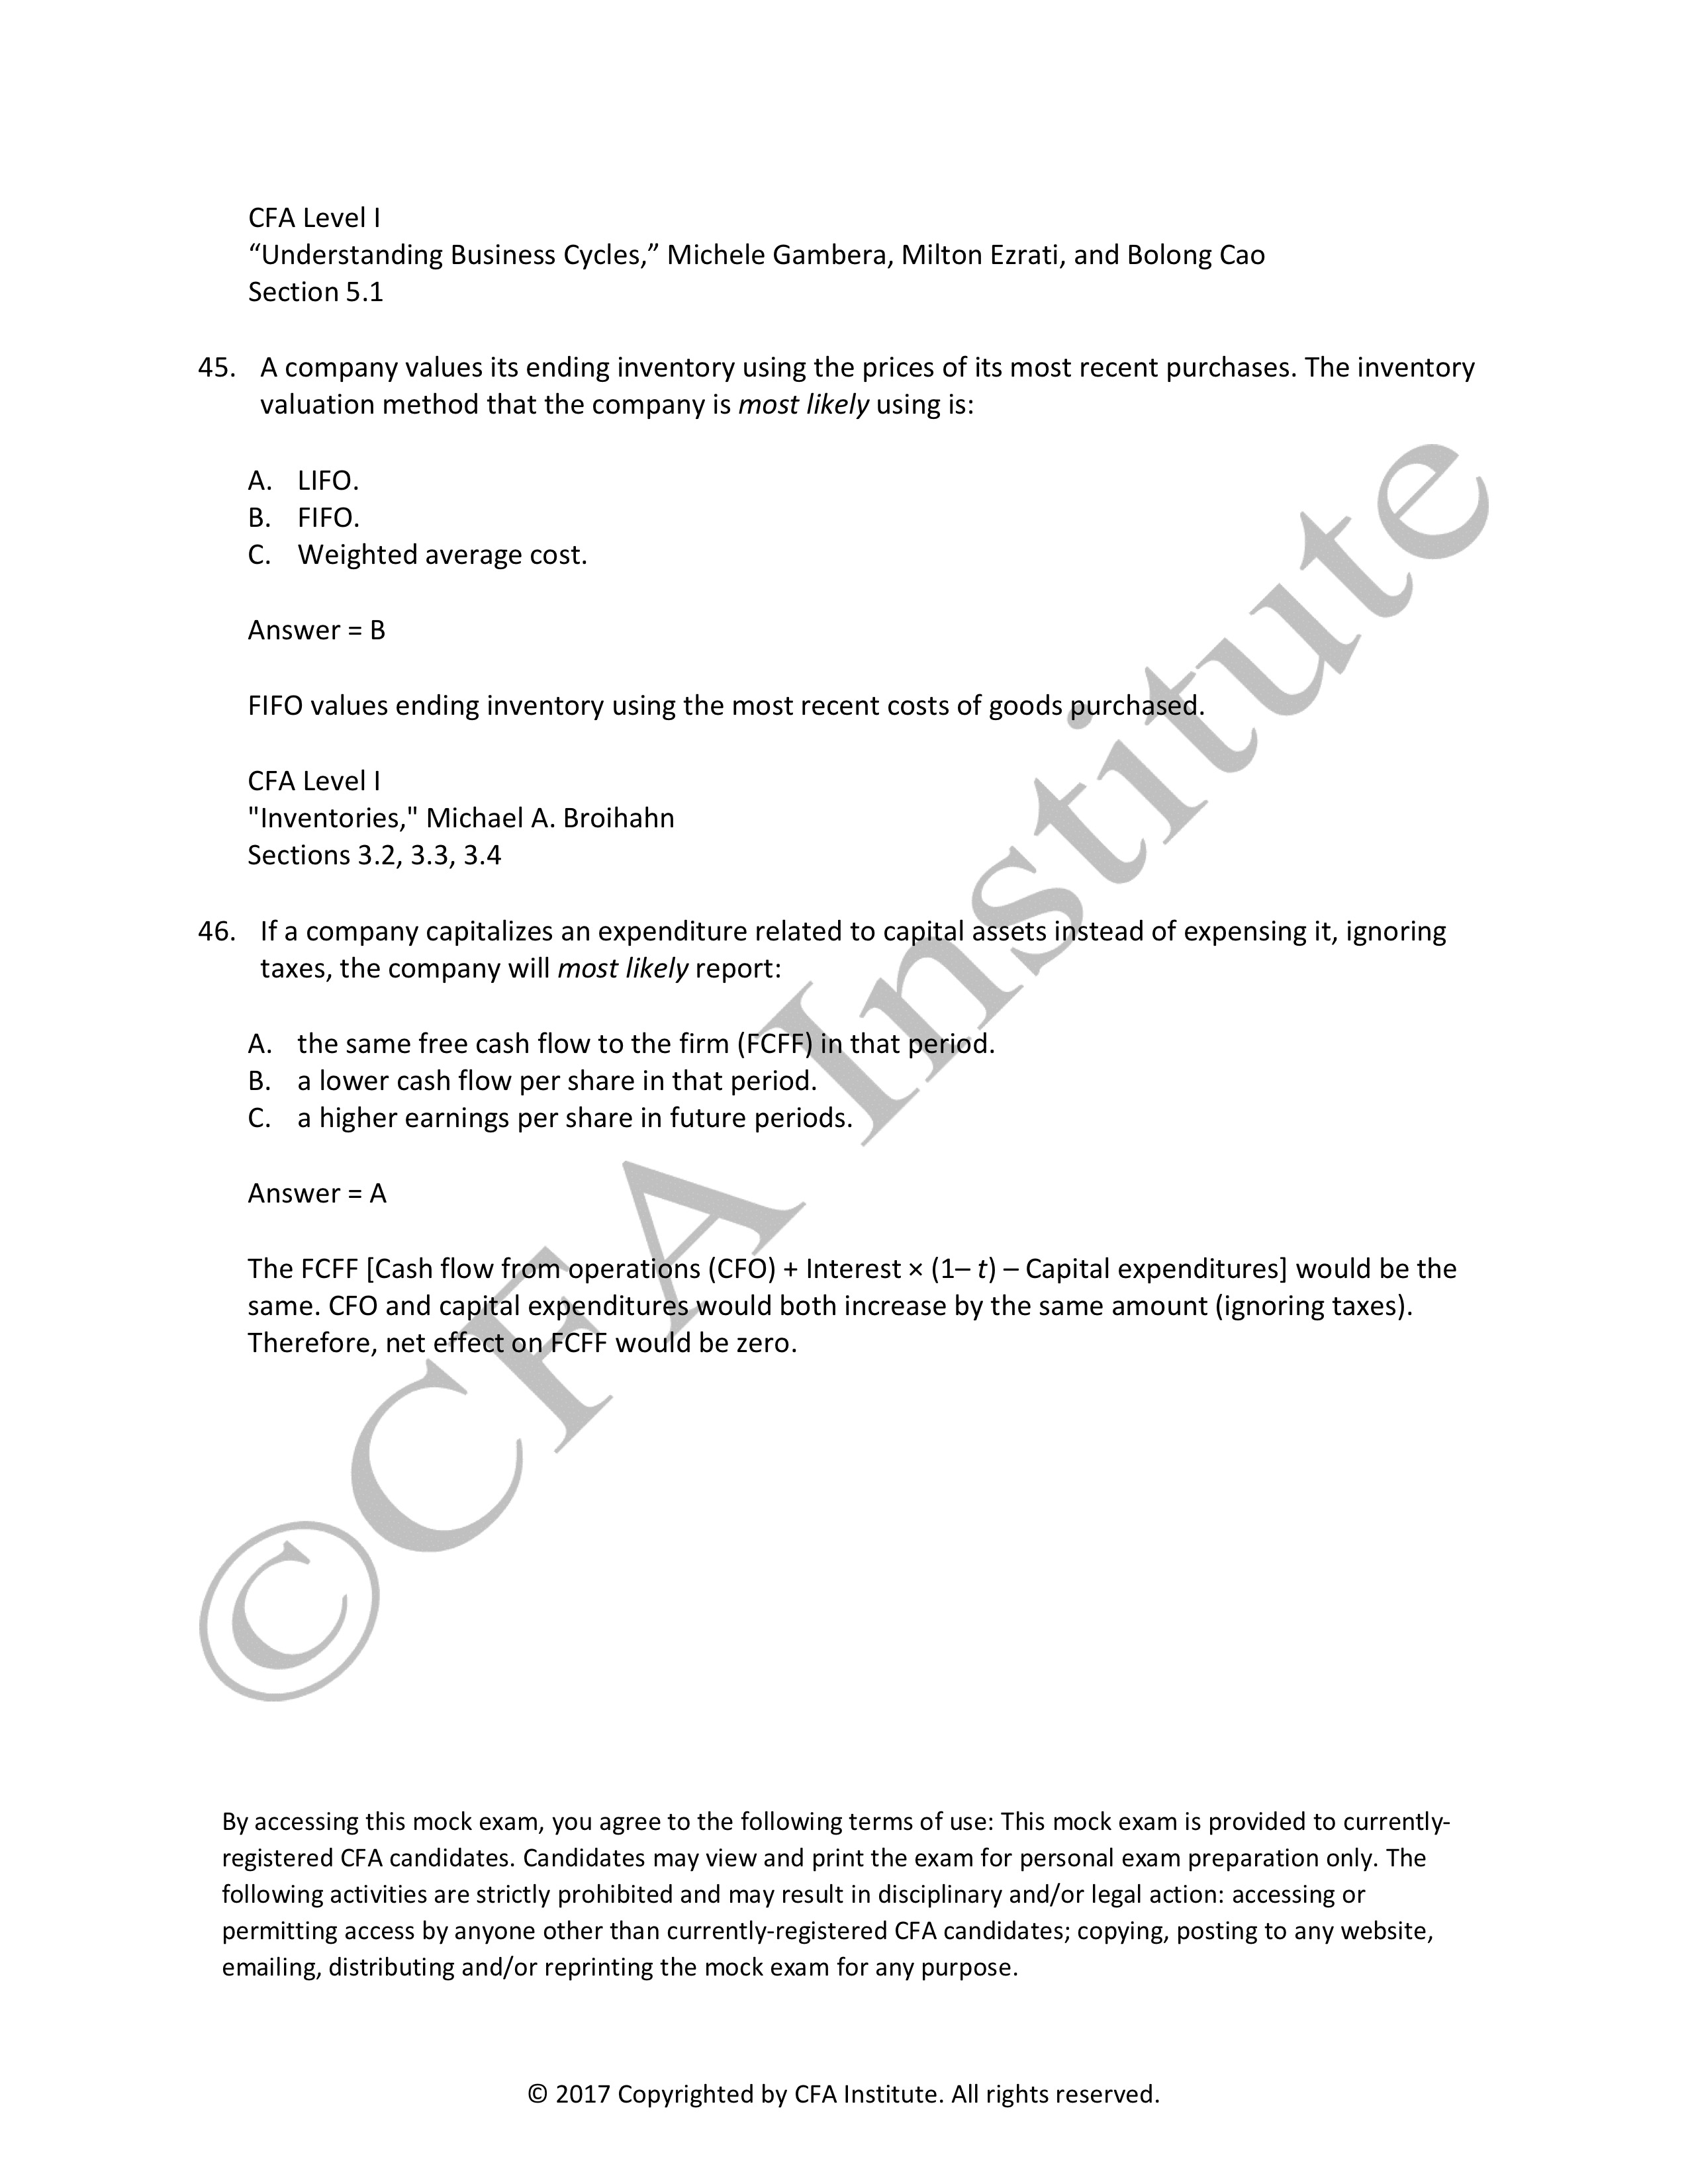 CFA Level I
“Understanding Business Cycles,” Michele Gambera, Milton Ezrati, and Bolong Cao
Section 5.1
45. A company values its ending inventory using the prices of its most recent purchases. The inventory
valuation method that the company is most likely using is:
A. LIFO.
B. FIFO.
C. Weighted average cost.
Answer = B
FIFO values ending inventory using the most recent costs of goods purchased.
CFA Level I
"Inventories," Michael A. Broihahn
Sections 3.2, 3.3, 3.4
46. If a company capitalizes an expenditure related to capital assets instead of expensing it, ignoring
taxes, the company will most likely report:
A. the same free cash flow to the firm (FCFF) in that period.
B. a lower cash flow per share in that period.
C. a higher earnings per share in future periods.
Answer = A
The FCFF [Cash flow from operations (CFO) + Interest × (1– t) – Capital expenditures] would be the
same. CFO and capital expenditures would both increase by the same amount (ignoring taxes).
Therefore, net effect on FCFF would be zero.
©CFA Institute
By accessing this mock exam, you agree to the following terms of use: This mock exam is provided to currently-
registered CFA candidates. Candidates may view and print the exam for personal exam preparation only. The
following activities are strictly prohibited and may result in disciplinary and/or legal action: accessing or
permitting access by anyone other than currently-registered CFA candidates; copying, posting to any website,
emailing, distributing and/or reprinting the mock exam for any purpose.
© 2017 Copyrighted by CFA Institute. All rights reserved.